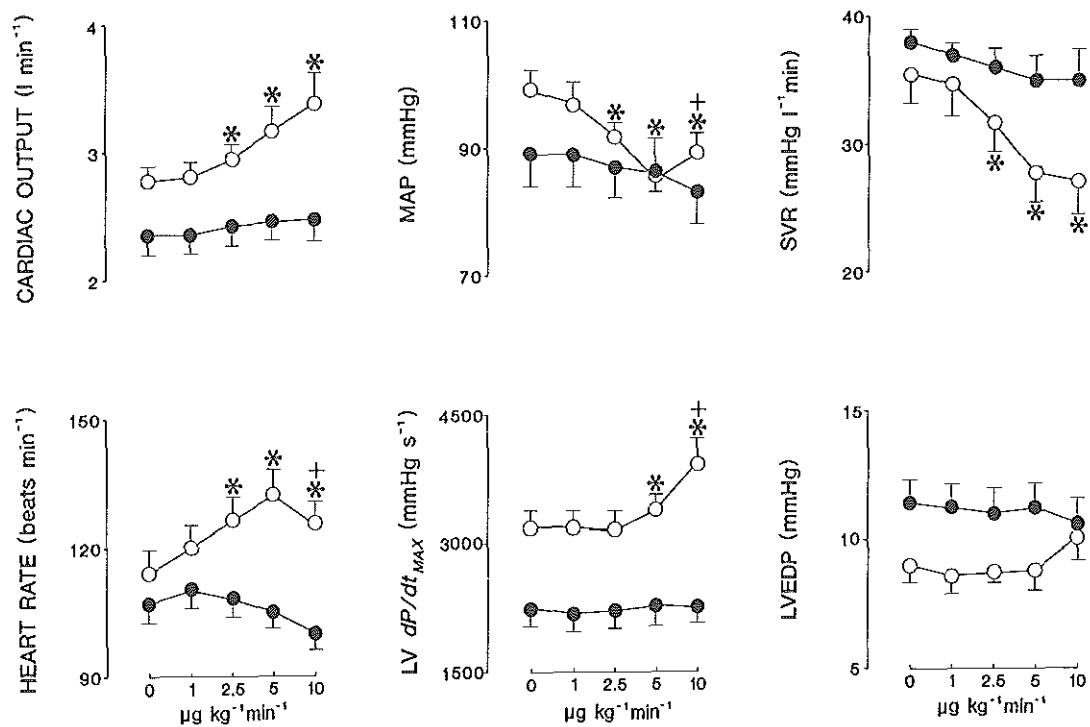 CARDIAC OUTPUT (l min⁻¹)
4
3
2
*
*
*
MAP (mmHg)
110
90
70
*
*
+
*
SVR (mmHg l⁻¹ min)
40
30
20
*
*
*
HEART RATE (beats min⁻¹)
150
120
90
*
*
+
*
0 1 2.5 5 10
µg kg⁻¹min⁻¹
LV dP/dt MAX (mmHg s⁻¹)
4500
3000
1500
*
+
*
0 1 2.5 5 10
µg kg⁻¹min⁻¹
LVEDP (mmHg)
15
10
5
0 1 2.5 5 10
µg kg⁻¹min⁻¹